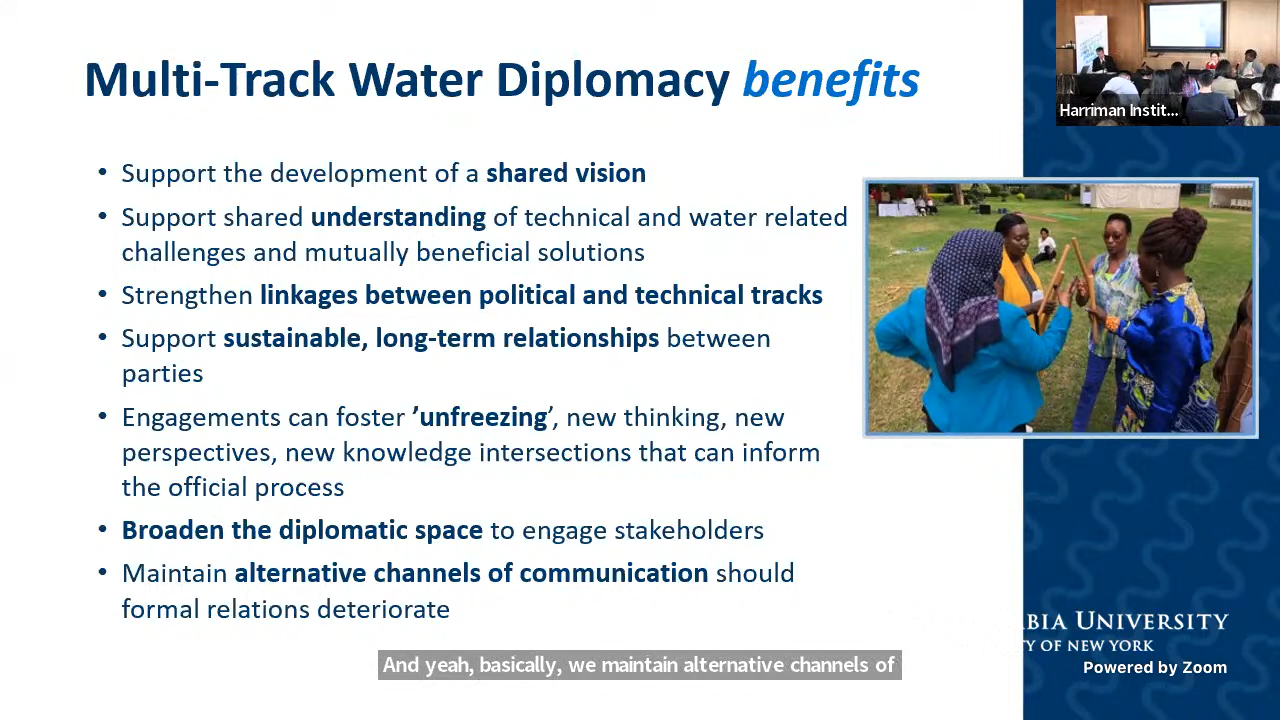 Multi-Track Water Diplomacy benefits
Harriman Instit...
• Support the development of a shared vision
• Support shared understanding of technical and water related
challenges and mutually beneficial solutions
• Strengthen linkages between political and technical tracks
• Support sustainable, long-term relationships between
parties
• Engagements can foster ’unfreezing’, new thinking, new
perspectives, new knowledge intersections that can inform
the official process
• Broaden the diplomatic space to engage stakeholders
• Maintain alternative channels of communication should
formal relations deteriorate
BIA UNIVERSITY
TY OF NEW YORK
Powered by Zoom
And yeah, basically, we maintain alternative channels of